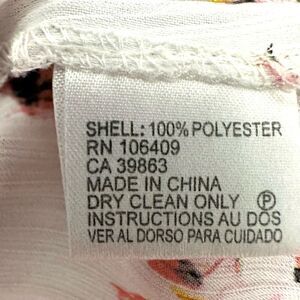 SHELL: 100% POLYESTER
RN 106409
CA 39863
MADE IN CHINA
DRY CLEAN ONLY Ⓟ
INSTRUCTIONS AU DOS
VER AL DORSO PARA CUIDADO